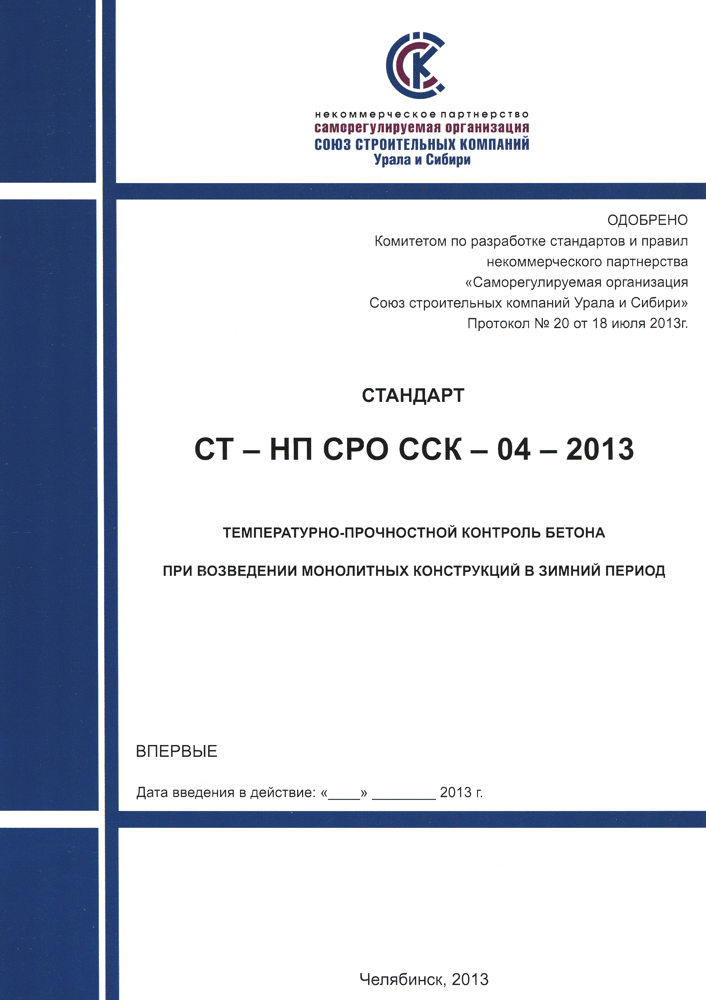 некоммерческое партнерство
саморегулируемая организация
СОЮЗ СТРОИТЕЛЬНЫХ КОМПАНИЙ
Урала и Сибири
ОДОБРЕНО
Комитетом по разработке стандартов и правил
некоммерческого партнерства
«Саморегулируемая организация
Союз строительных компаний Урала и Сибири»
Протокол № 20 от 18 июля 2013г.
СТАНДАРТ
СТ – НП СРО ССК – 04 – 2013
ТЕМПЕРАТУРНО-ПРОЧНОСТНОЙ КОНТРОЛЬ БЕТОНА
ПРИ ВОЗВЕДЕНИИ МОНОЛИТНЫХ КОНСТРУКЦИЙ В ЗИМНИЙ ПЕРИОД
ВПЕРВЫЕ
Дата введения в действие: «____» ________ 2013 г.
Челябинск, 2013